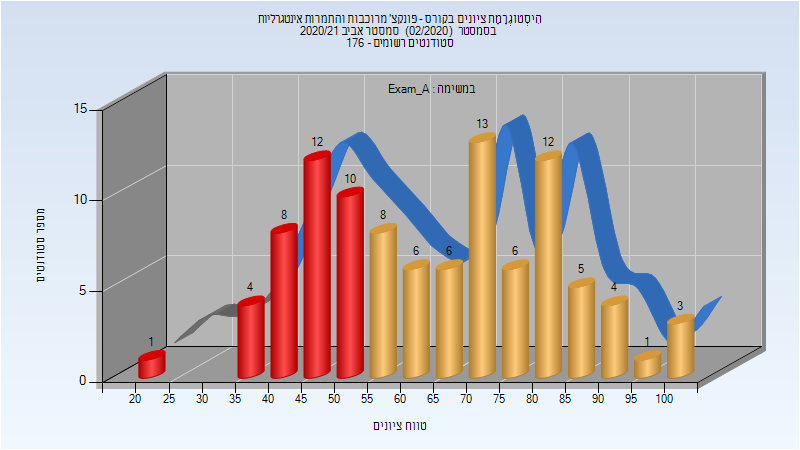 הִיסְטוֹגְרָמַת ציונים בקורס - פונקצ' מרוכבות והתמרות אינטגרליות
בסמסטר (02/2020) סמסטר אביב 2020/21
סטודנטים רשומים - 176
במשימה : Exam_A
15
10
5
0
מספר סטודנטים
1
4
8
12
10
8
6
6
13
6
12
5
4
1
3
20 25 30 35 40 45 50 55 60 65 70 75 80 85 90 95 100
טווח ציונים